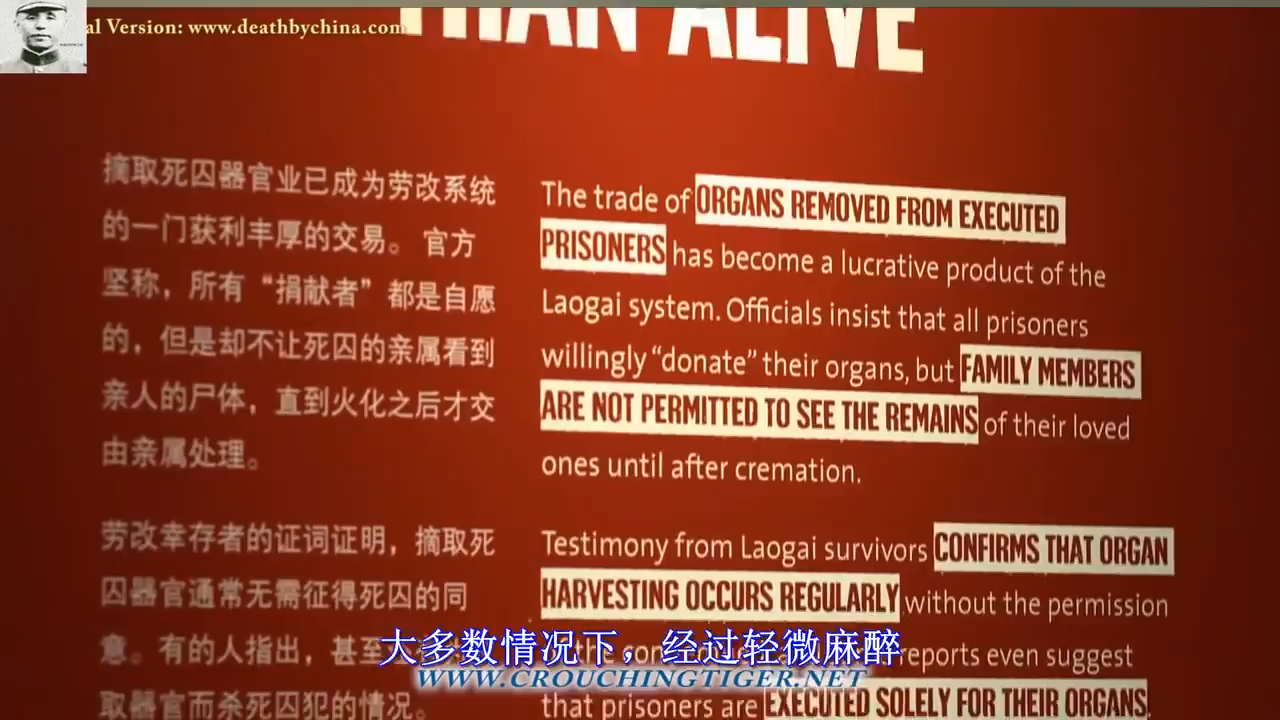 al Version: www.deathbychina.com
THAN ALIVE
摘取死囚器官业已成为劳改系统
的一门获利丰厚的交易。 官方
坚称，所有“捐献者”都是自愿
的，但是却不让死囚的亲属看到
亲人的尸体，直到火化之后才交
由亲属处理。
劳改幸存者的证词证明，摘取死
囚器官通常无需征得死囚的同
意。有的人指出，甚至
取器官而杀死囚犯的情况。
The trade of ORGANS REMOVED FROM EXECUTED
PRISONERS has become a lucrative product of the
Laogai system. Officials insist that all prisoners
willingly “donate” their organs, but FAMILY MEMBERS
ARE NOT PERMITTED TO SEE THE REMAINS of their loved
ones until after cremation.
Testimony from Laogai survivors CONFIRMS THAT ORGAN
HARVESTING OCCURS REGULARLY without the permission
reports even suggest
that prisoners are EXECUTED SOLELY FOR THEIR ORGANS.
大多数情况下，经过轻微麻醉
WWW.CROUCHINGTIGER.NET